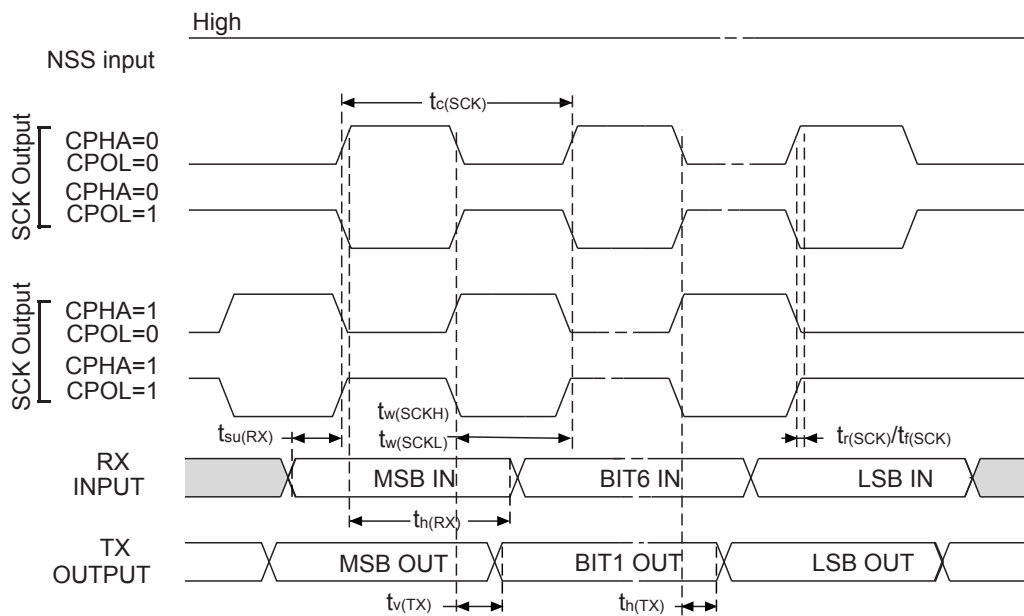 High
NSS input
tc(SCK)
SCK Output
CPHA=0
CPOL=0
CPHA=0
CPOL=1
SCK Output
CPHA=1
CPOL=0
CPHA=1
CPOL=1
tw(SCKH)
tw(SCKL)
tsu(RX)
tr(SCK)/tf(SCK)
RX
INPUT
MSB IN
BIT6 IN
LSB IN
th(RX)
TX
OUTPUT
MSB OUT
BIT1 OUT
LSB OUT
tv(TX)
th(TX)